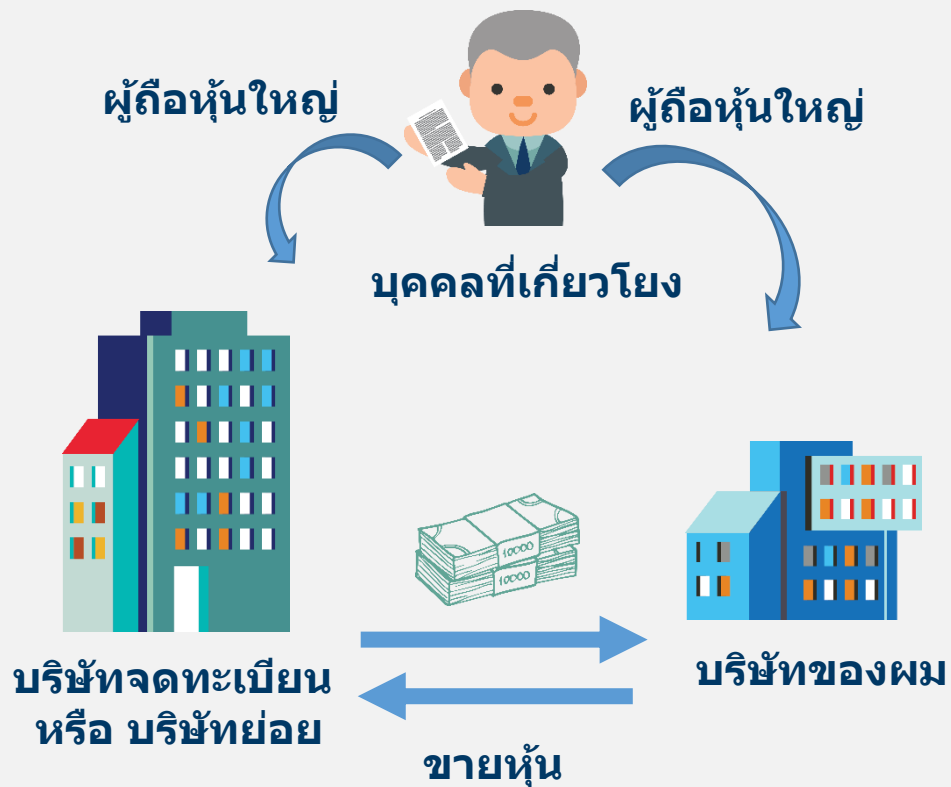 ผู้ถือหุ้นใหญ่
ผู้ถือหุ้นใหญ่
บุคคลที่เกี่ยวโยง
10000
10000
บริษัทจดทะเบียน
หรือ บริษัทย่อย
บริษัทของผม
ขายหุ้น